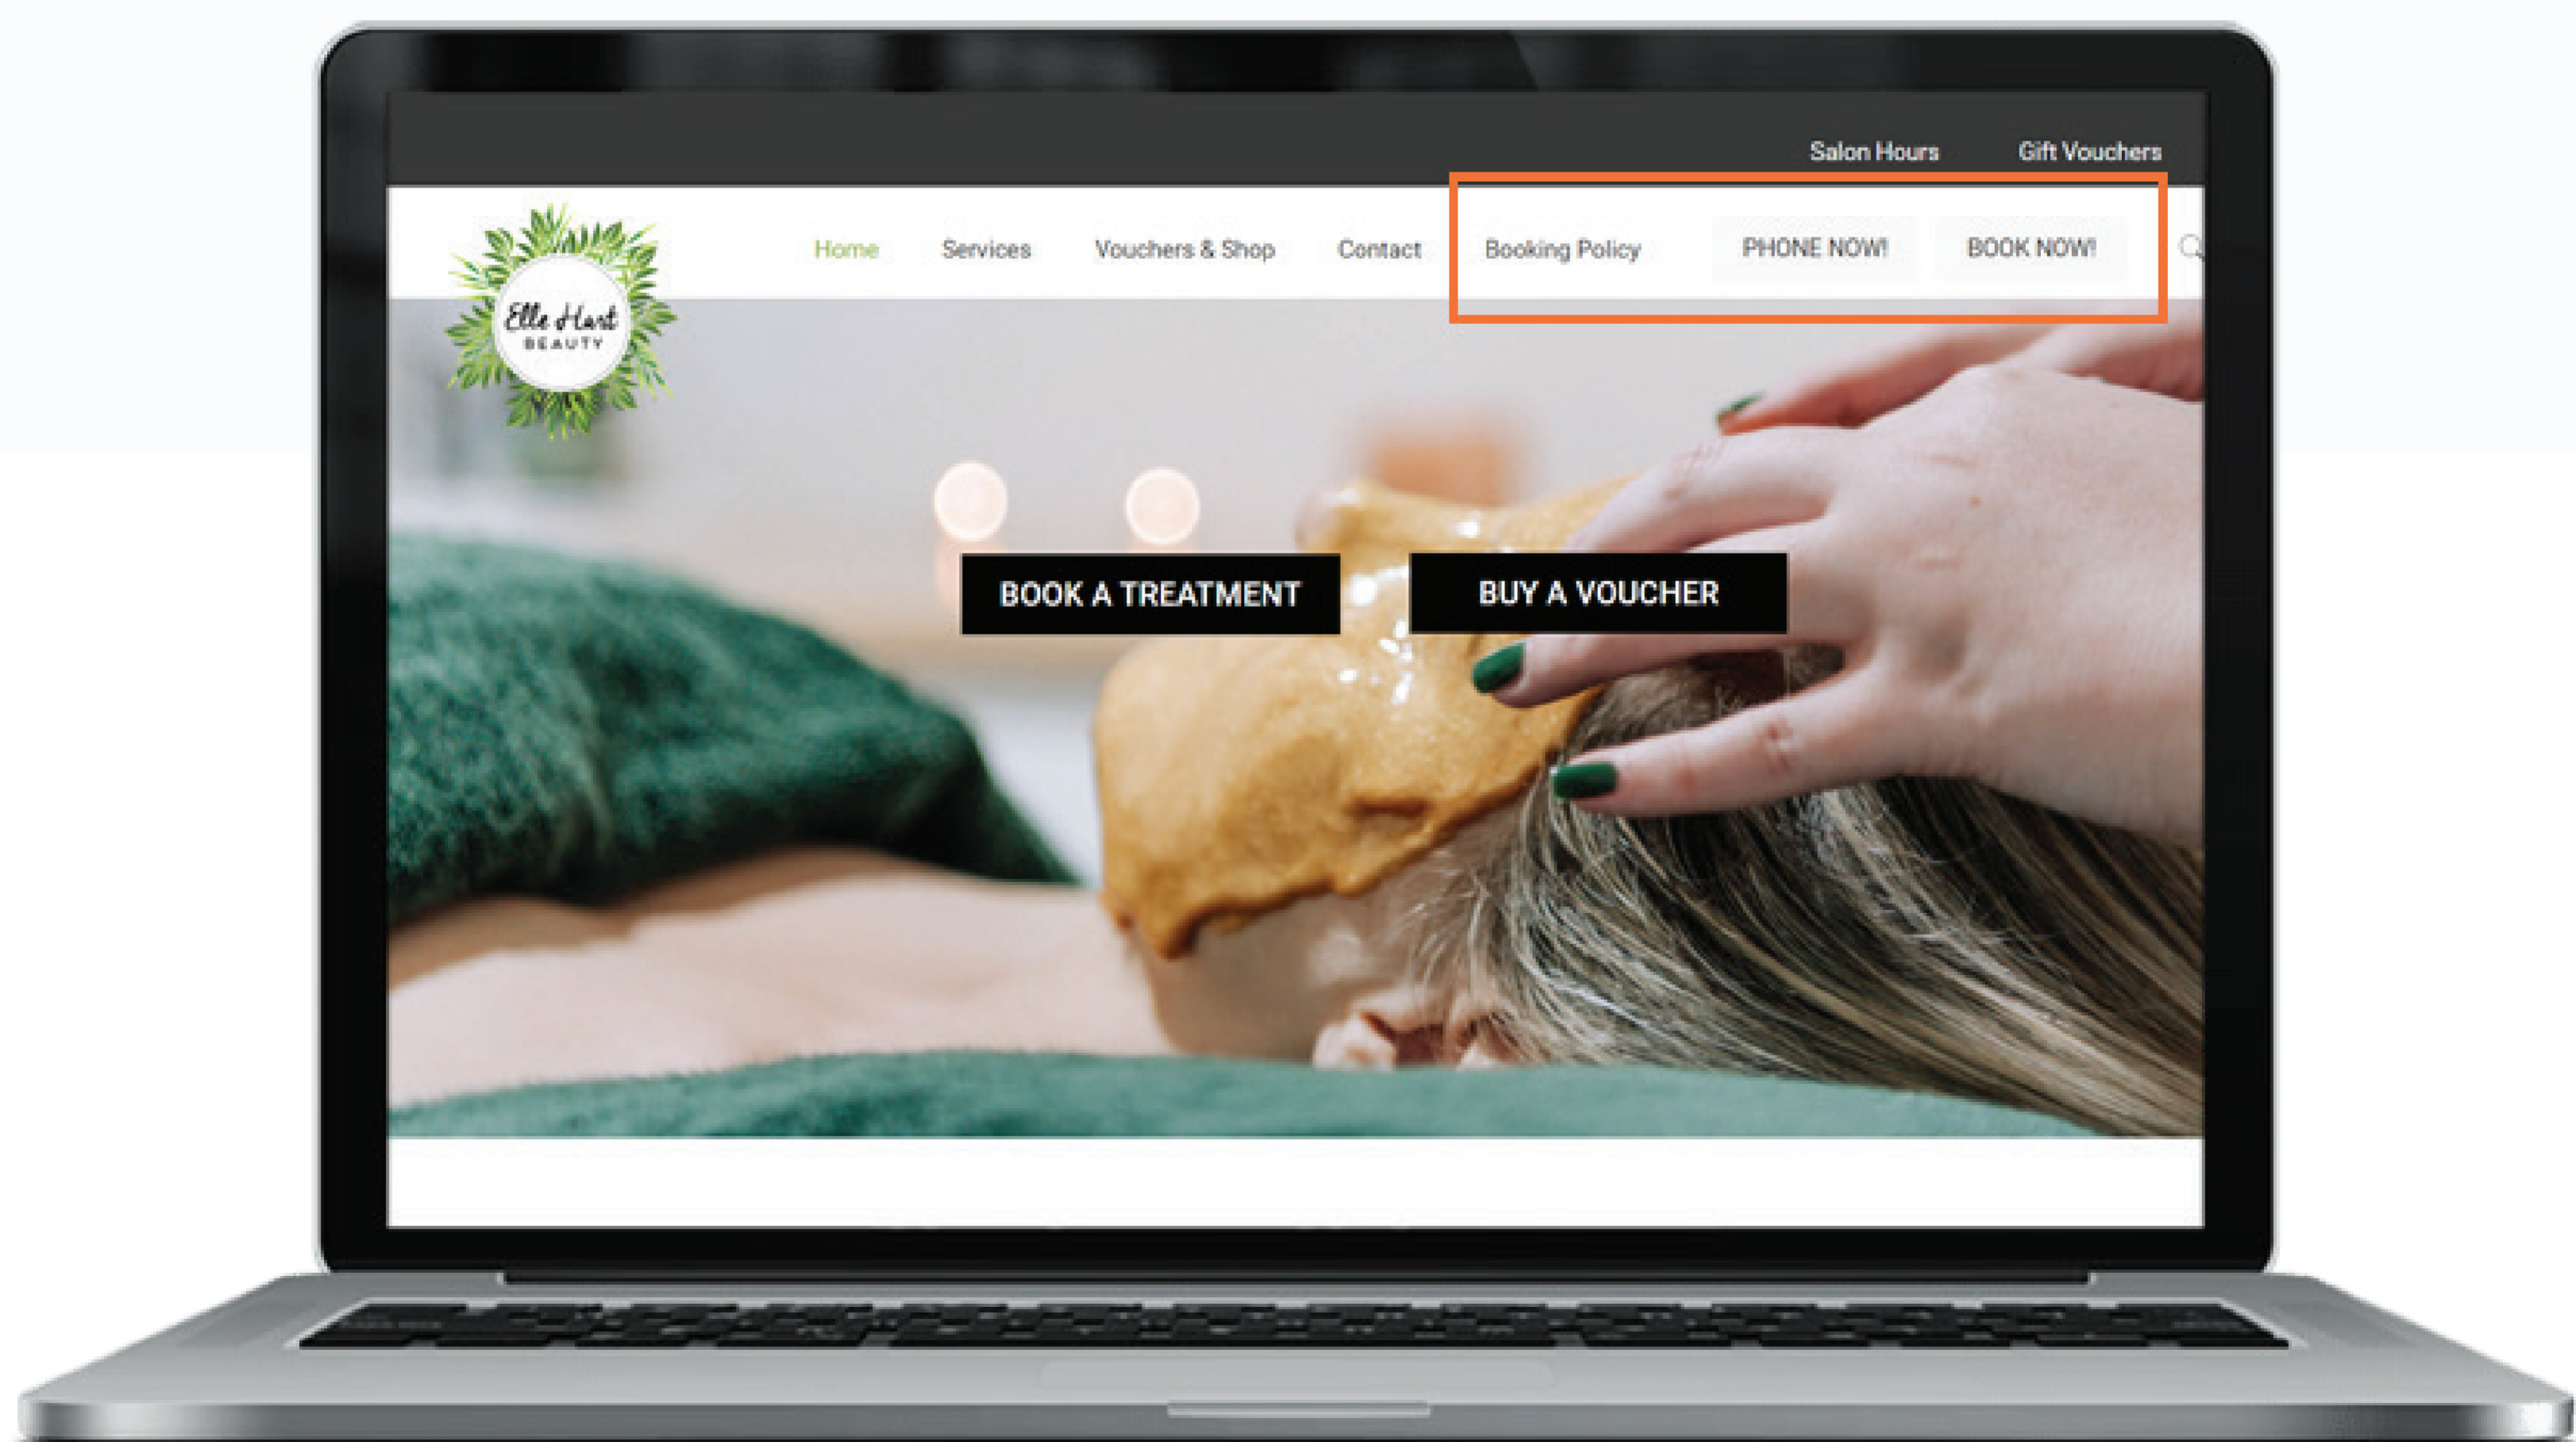 Salon Hours Gift Vouchers
Elle Hart
BEAUTY
Home Services Vouchers & Shop Contact Booking Policy PHONE NOW! BOOK NOW!
BOOK A TREATMENT BUY A VOUCHER